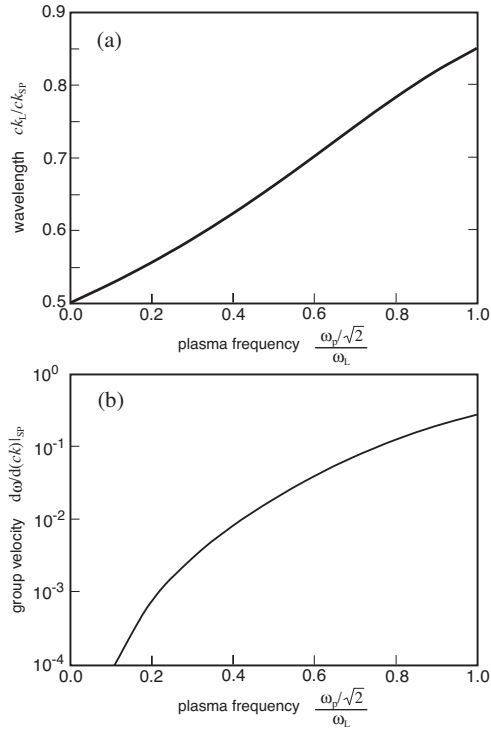 0.9
(a)
0.8
0.7
0.6
0.5
wavelength ck_L/ck_SP
0.0 0.2 0.4 0.6 0.8 1.0
plasma frequency ω_p/√2
ω_L
10^0
(b)
10^-1
10^-2
10^-3
10^-4
group velocity dω/d(ck)|_SP
0.0 0.2 0.4 0.6 0.8 1.0
plasma frequency ω_p/√2
ω_L